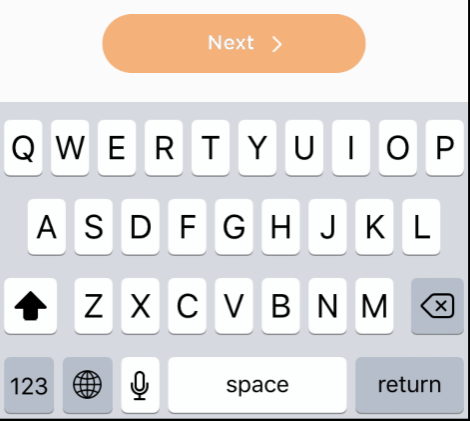 Next >
Q W E R T Y U I O P
A S D F G H J K L
Z X C V B N M
123 space return